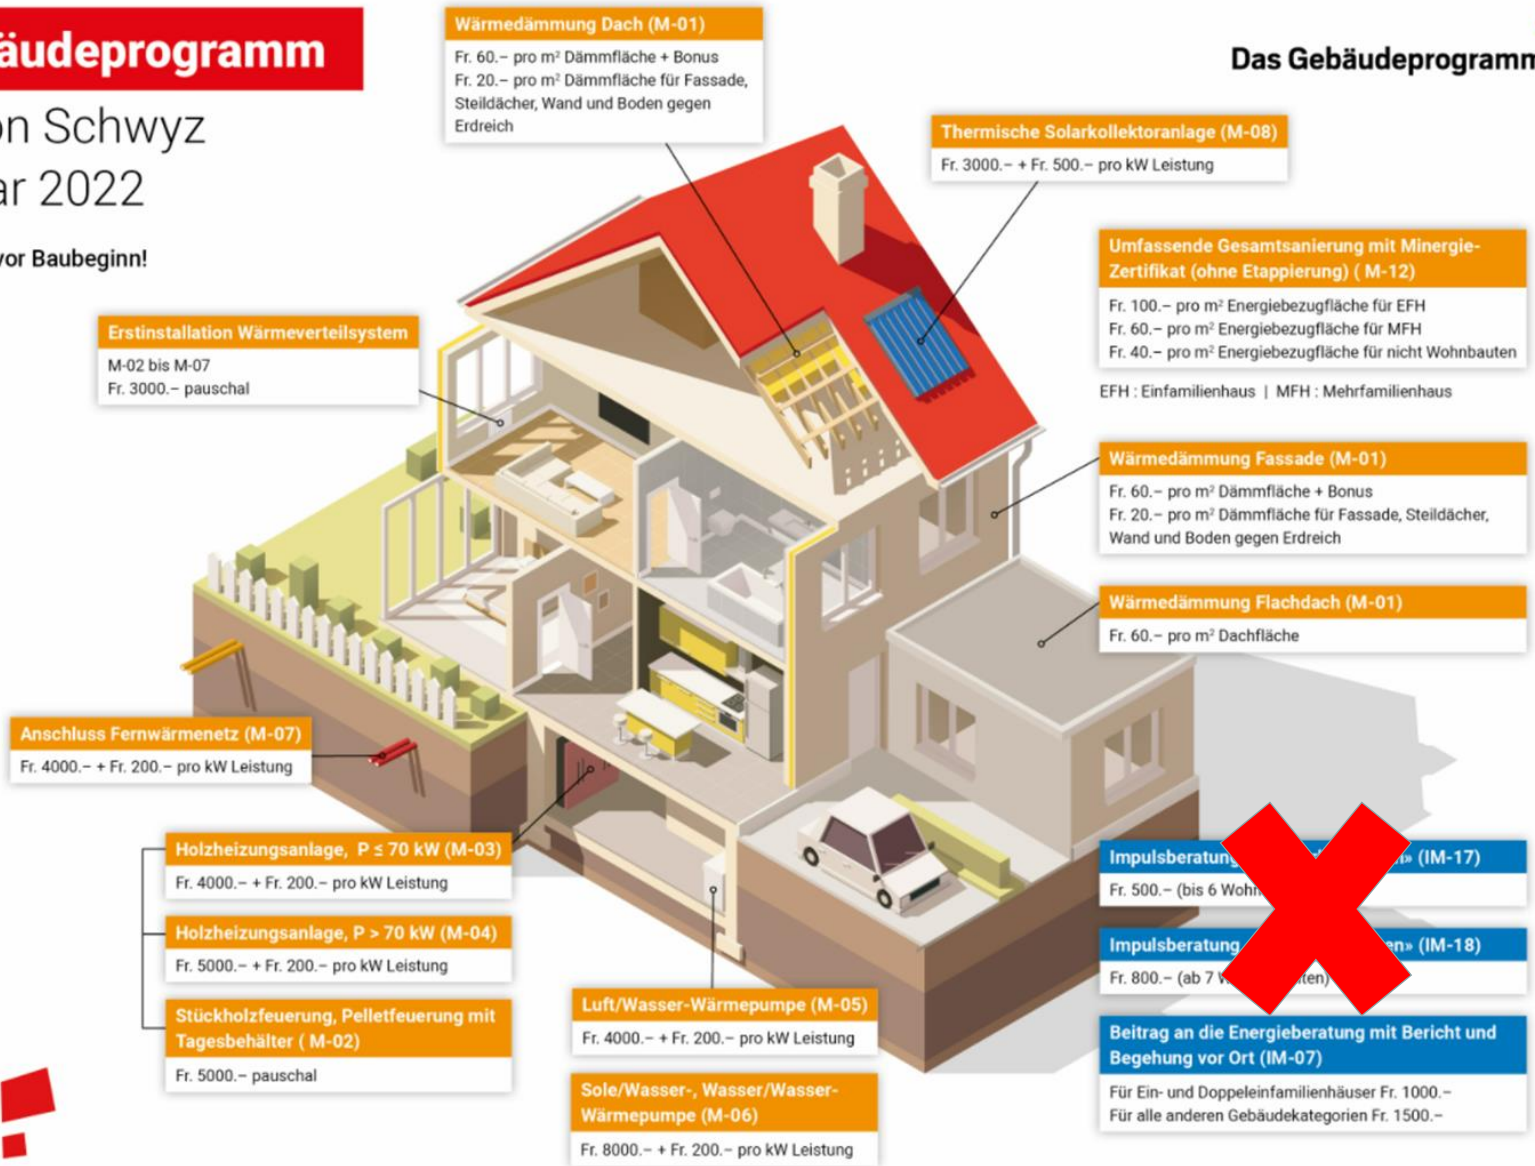 äudeprogramm
on Schwyz
ar 2022
vor Baubeginn!
Das Gebäudeprogramm
Wärmedämmung Dach (M-01)
Fr. 60.– pro m² Dämmfläche + Bonus
Fr. 20.– pro m² Dämmfläche für Fassade,
Steildächer, Wand und Boden gegen
Erdreich
Thermische Solarkollektoranlage (M-08)
Fr. 3000.– + Fr. 500.– pro kW Leistung
Umfassende Gesamtsanierung mit Minergie-
Zertifikat (ohne Etappierung) ( M-12)
Fr. 100.– pro m² Energiebezugfläche für EFH
Fr. 60.– pro m² Energiebezugfläche für MFH
Fr. 40.– pro m² Energiebezugfläche für nicht Wohnbauten
EFH : Einfamilienhaus | MFH : Mehrfamilienhaus
Erstinstallation Wärmeverteilsystem
M-02 bis M-07
Fr. 3000.– pauschal
Wärmedämmung Fassade (M-01)
Fr. 60.– pro m² Dämmfläche + Bonus
Fr. 20.– pro m² Dämmfläche für Fassade, Steildächer,
Wand und Boden gegen Erdreich
Wärmedämmung Flachdach (M-01)
Fr. 60.– pro m² Dachfläche
Anschluss Fernwärmenetz (M-07)
Fr. 4000.– + Fr. 200.– pro kW Leistung
Holzheizungsanlage, P ≤ 70 kW (M-03)
Fr. 4000.– + Fr. 200.– pro kW Leistung
Holzheizungsanlage, P > 70 kW (M-04)
Fr. 5000.– + Fr. 200.– pro kW Leistung
Stückholzfeuerung, Pelletfeuerung mit
Tagesbehälter ( M-02)
Fr. 5000.– pauschal
Luft/Wasser-Wärmepumpe (M-05)
Fr. 4000.– + Fr. 200.– pro kW Leistung
Sole/Wasser-, Wasser/Wasser-
Wärmepumpe (M-06)
Fr. 8000.– + Fr. 200.– pro kW Leistung
Impulsberatung (IM-17)
Fr. 500.– (bis 6
Impulsberatung (IM-18)
Fr. 800.– (ab 7
Beitrag an die Energieberatung mit Bericht und
Begehung vor Ort (IM-07)
Für Ein- und Doppeleinfamilienhäuser Fr. 1000.–
Für alle anderen Gebäudekategorien Fr. 1500.–